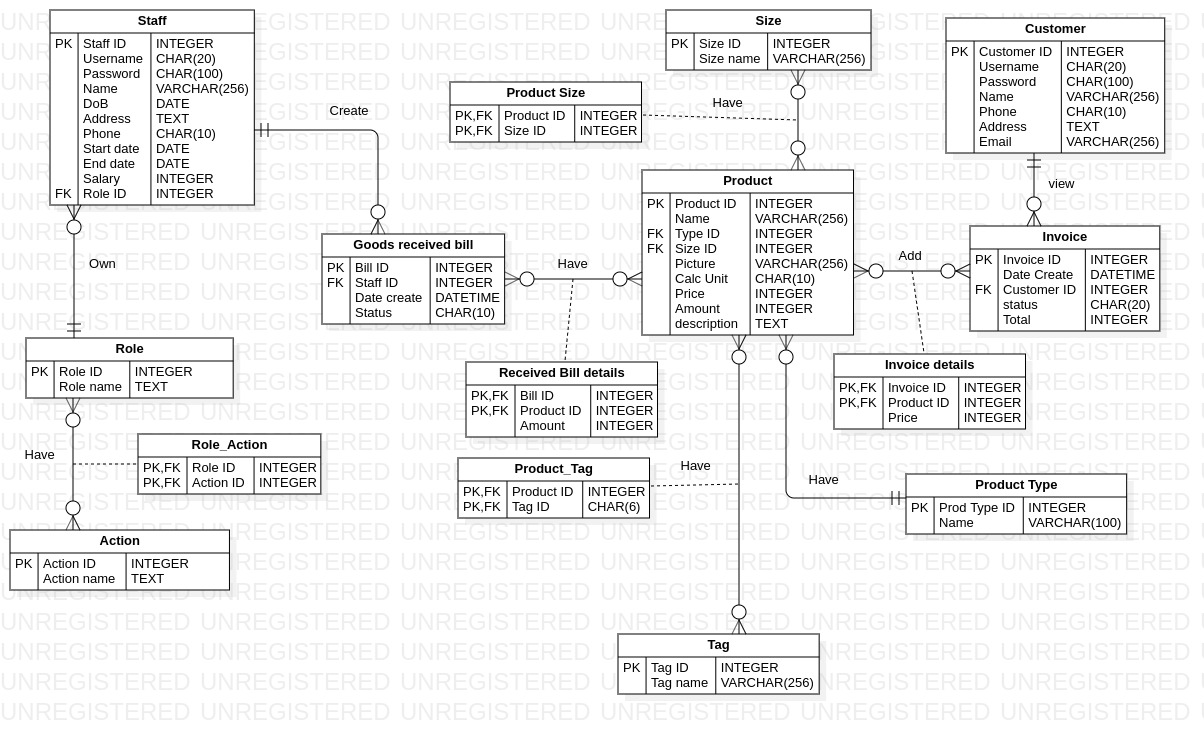 Staff
PK Staff ID INTEGER
Username CHAR(20)
Password CHAR(100)
Name VARCHAR(256)
DoB DATE
Address TEXT
Phone CHAR(10)
Start date DATE
End date DATE
Salary INTEGER
FK Role ID INTEGER
Size
PK Size ID INTEGER
Size name VARCHAR(256)
Customer
PK Customer ID INTEGER
Username CHAR(20)
Password CHAR(100)
Name VARCHAR(256)
Phone CHAR(10)
Address TEXT
Email VARCHAR(256)
Product Size
PK,FK Product ID INTEGER
PK,FK Size ID INTEGER
Have
Create
view
Product
PK Product ID INTEGER
Name VARCHAR(256)
FK Type ID INTEGER
FK Size ID INTEGER
Picture VARCHAR(256)
Calc Unit CHAR(10)
Price INTEGER
Amount INTEGER
description TEXT
Own
Goods received bill
PK Bill ID INTEGER
FK Staff ID INTEGER
Date create DATETIME
Status CHAR(10)
Have
Add
Invoice
PK Invoice ID INTEGER
Date Create DATETIME
FK Customer ID INTEGER
status CHAR(20)
Total INTEGER
Role
PK Role ID INTEGER
Role name TEXT
Received Bill details
PK,FK Bill ID INTEGER
PK,FK Product ID INTEGER
Amount INTEGER
Invoice details
PK,FK Invoice ID INTEGER
PK,FK Product ID INTEGER
Price INTEGER
Have
Role_Action
PK,FK Role ID INTEGER
PK,FK Action ID INTEGER
Product_Tag
PK,FK Product ID INTEGER
PK,FK Tag ID CHAR(6)
Have
Have
Product Type
PK Prod Type ID INTEGER
Name VARCHAR(100)
Action
PK Action ID INTEGER
Action name TEXT
Tag
PK Tag ID INTEGER
Tag name VARCHAR(256)
UNREGISTERED UNREGISTERED UNREGISTERED UNREGISTERED UNREGISTERED UNREGISTERED